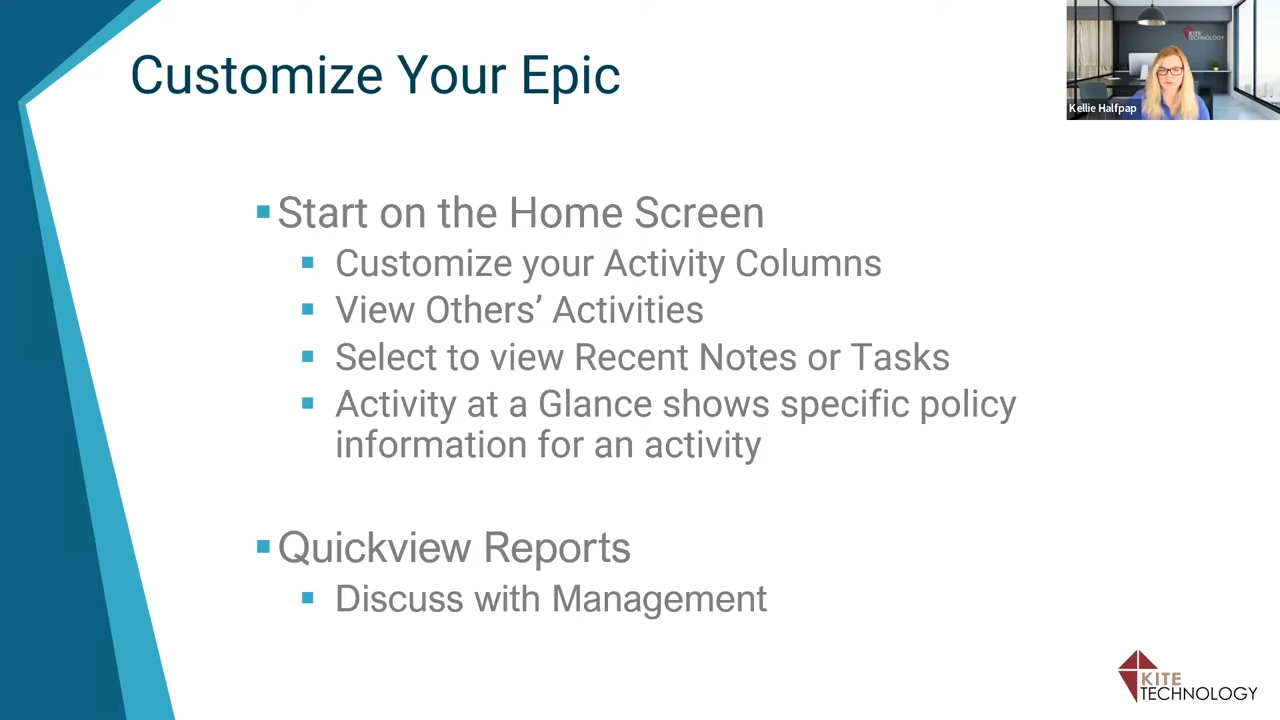 Customize Your Epic
KITE
TECHNOLOGY
Kellie Halfpap
Start on the Home Screen
Customize your Activity Columns
View Others’ Activities
Select to view Recent Notes or Tasks
Activity at a Glance shows specific policy
information for an activity
Quickview Reports
Discuss with Management
KITE
TECHNOLOGY